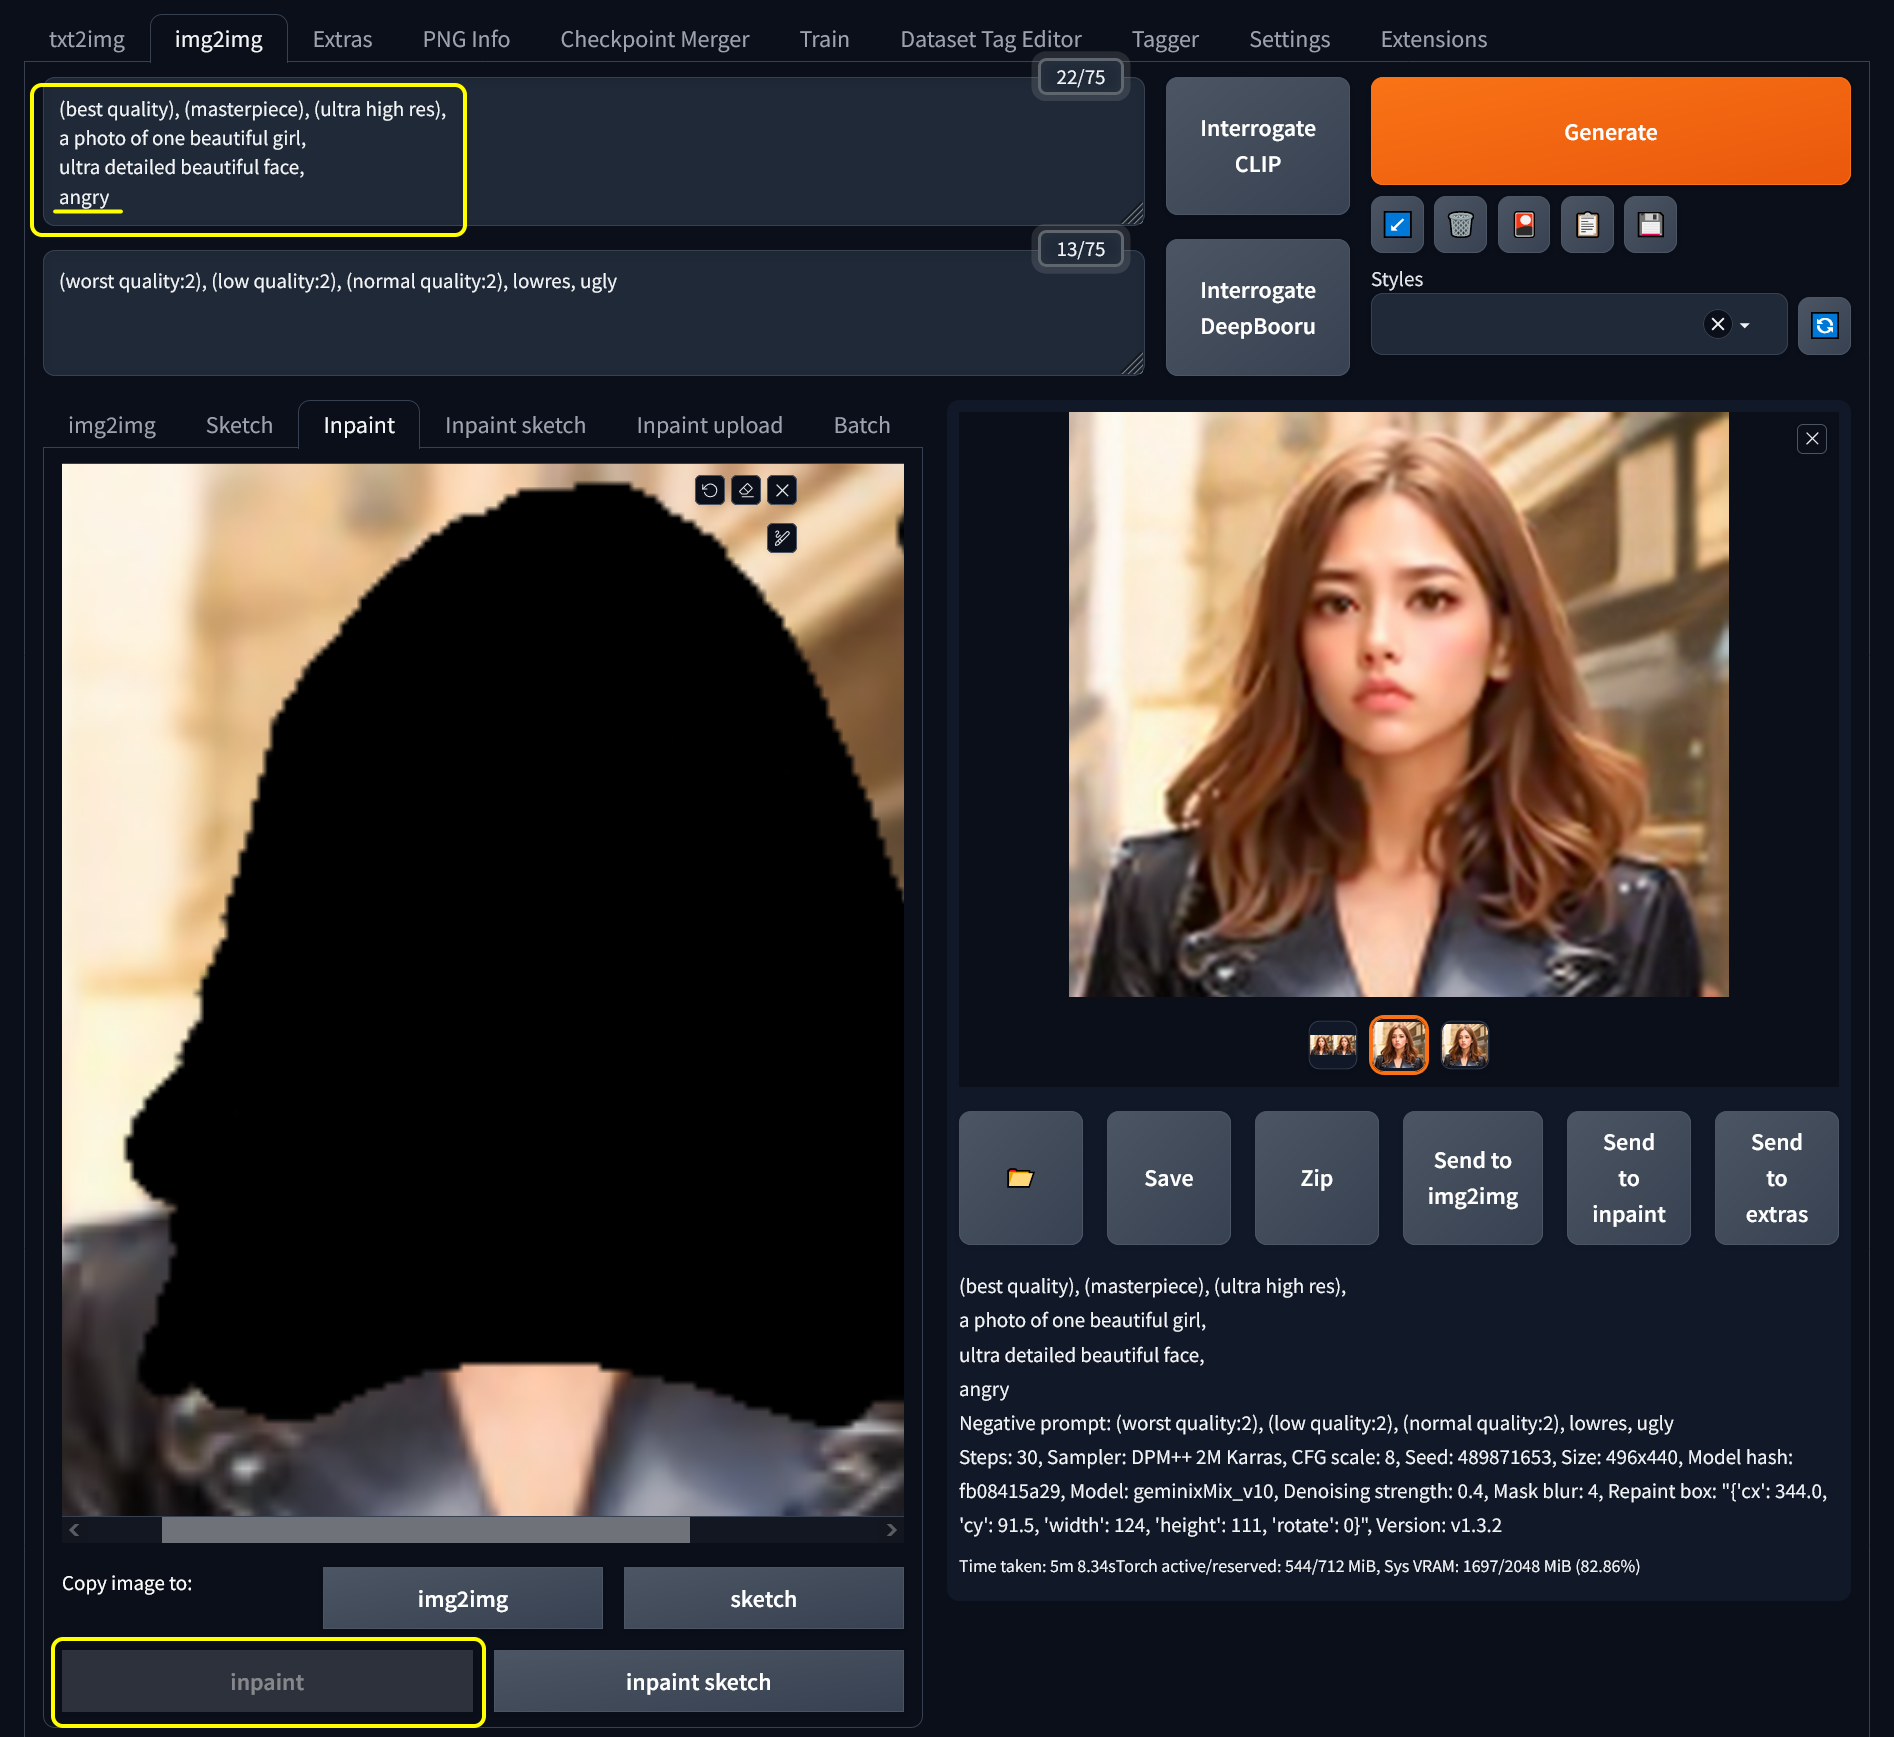 txt2img
img2img
Extras
PNG Info
Checkpoint Merger
Train
Dataset Tag Editor
Tagger
Settings
Extensions
22/75
(best quality), (masterpiece), (ultra high res),
a photo of one beautiful girl,
ultra detailed beautiful face,
angry
13/75
(worst quality:2), (low quality:2), (normal quality:2), lowres, ugly
Interrogate
CLIP
Interrogate
DeepBooru
Generate
Styles
img2img
Sketch
Inpaint
Inpaint sketch
Inpaint upload
Batch
Copy image to:
img2img
sketch
inpaint
inpaint sketch
Save
Zip
Send to
img2img
Send
to
inpaint
Send
to
extras
(best quality), (masterpiece), (ultra high res),
a photo of one beautiful girl,
ultra detailed beautiful face,
angry
Negative prompt: (worst quality:2), (low quality:2), (normal quality:2), lowres, ugly
Steps: 30, Sampler: DPM++ 2M Karras, CFG scale: 8, Seed: 489871653, Size: 496x440, Model hash:
fb08415a29, Model: geminixMix_v10, Denoising strength: 0.4, Mask blur: 4, Repaint box: "{'cx': 344.0,
'cy': 91.5, 'width': 124, 'height': 111, 'rotate': 0}", Version: v1.3.2
Time taken: 5m 8.34sTorch active/reserved: 544/712 MiB, Sys VRAM: 1697/2048 MiB (82.86%)